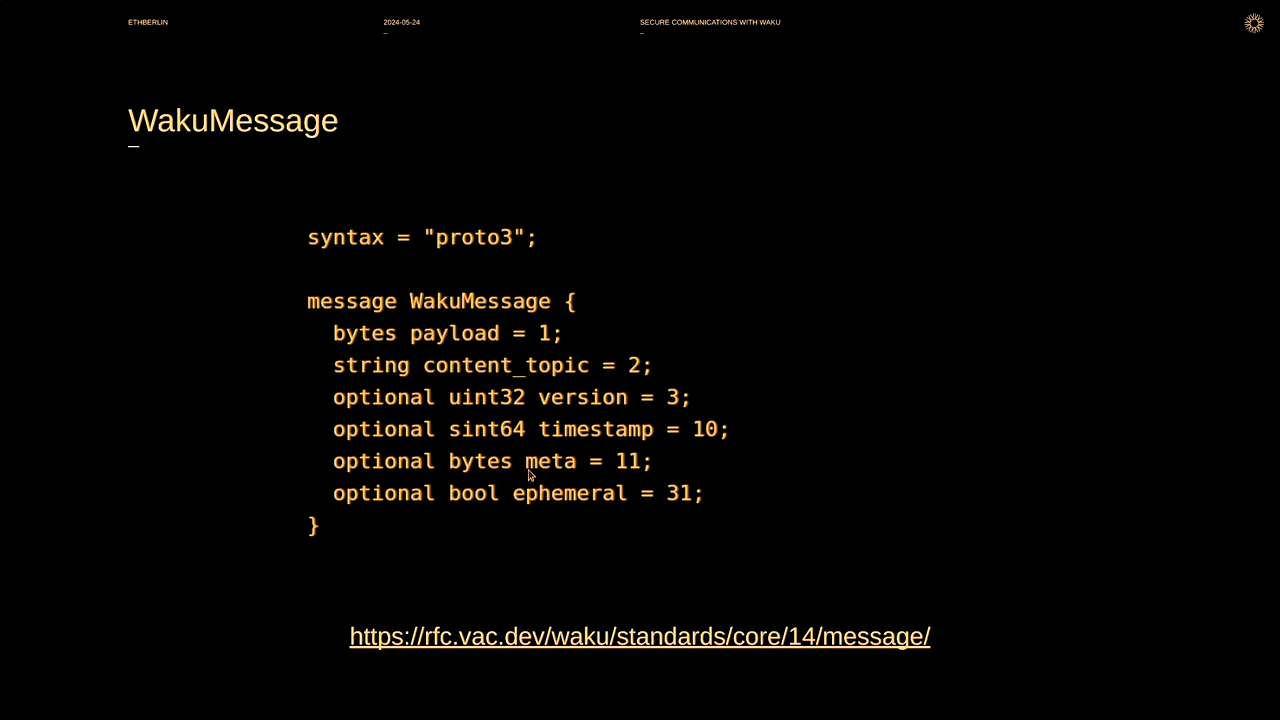 ETHBERLIN
2024-05-24
_
SECURE COMMUNICATIONS WITH WAKU
_
WakuMessage
_
syntax = "proto3";
message WakuMessage {
bytes payload = 1;
string content_topic = 2;
optional uint32 version = 3;
optional sint64 timestamp = 10;
optional bytes meta = 11;
optional bool ephemeral = 31;
}
https://rfc.vac.dev/waku/standards/core/14/message/